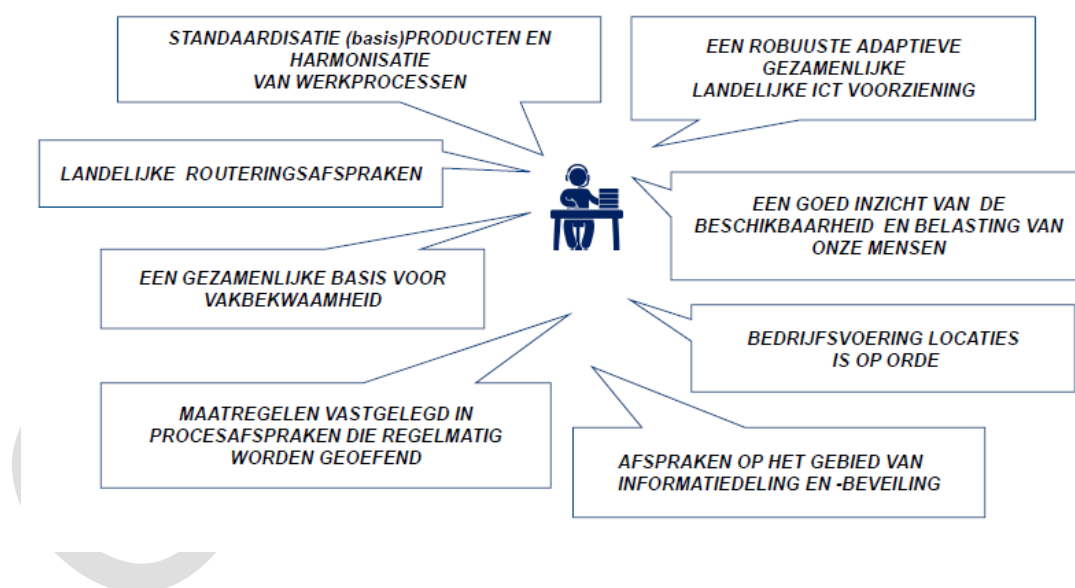 STANDAARDISATIE (basis)PRODUCTEN EN
HARMONISATIE
VAN WERKPROCESSEN
EEN ROBUUSTE ADAPTIEVE
GEZAMENLIJKE
LANDELIJKE ICT VOORZIENING
LANDELIJKE ROUTERINGSAFSPRAKEN
EEN GOED INZICHT VAN DE
BESCHIKBAARHEID EN BELASTING VAN
ONZE MENSEN
EEN GEZAMENLIJKE BASIS VOOR
VAKBEKWAAMHEID
BEDRIJFSVOERING LOCATIES
IS OP ORDE
MAATREGELEN VASTGELEGD IN
PROCESAFSPRAKEN DIE REGELMATIG
WORDEN GEOEFEND
AFSPRAKEN OP HET GEBIED VAN
INFORMATIEDELING EN -BEVEILING